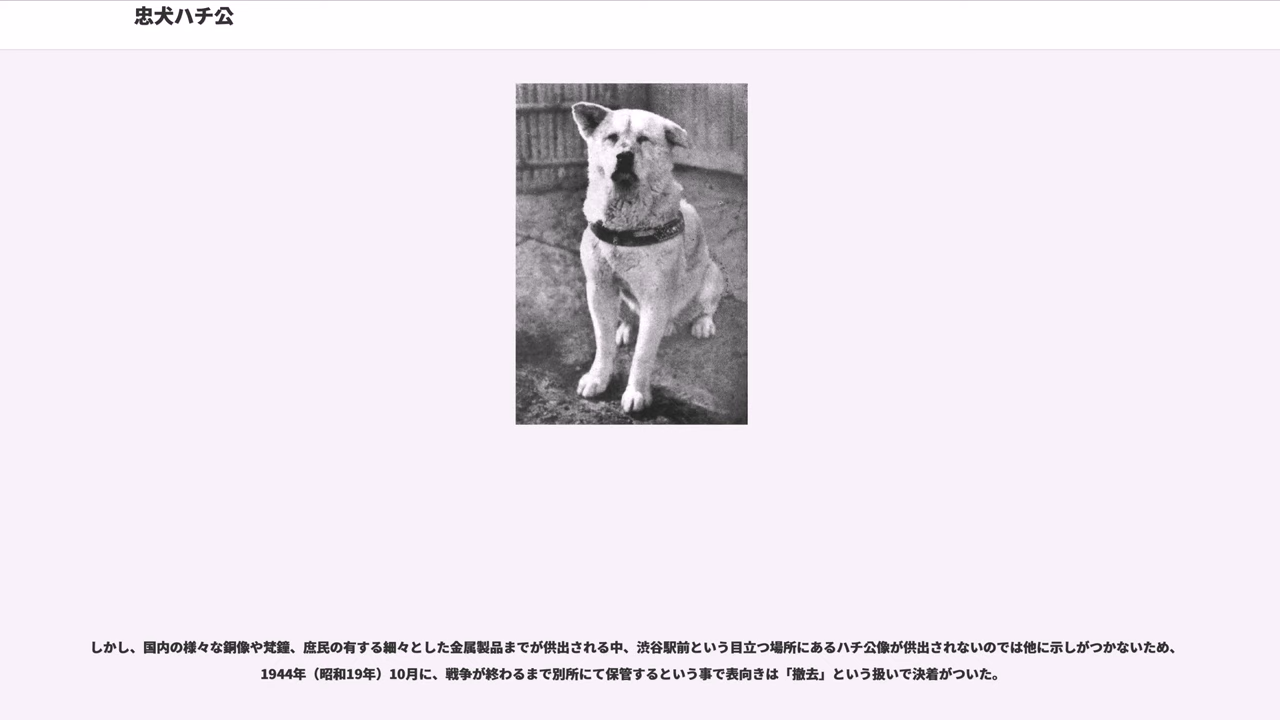 忠犬ハチ公
しかし、国内の様々な銅像や梵鐘、庶民の有する細々とした金属製品までが供出される中、渋谷駅前という目立つ場所にあるハチ公像が供出されないのでは他に示しがつかないため、
1944年（昭和19年）10月に、戦争が終わるまで別所にて保管するという事で表向きは「撤去」という扱いで決着がついた。